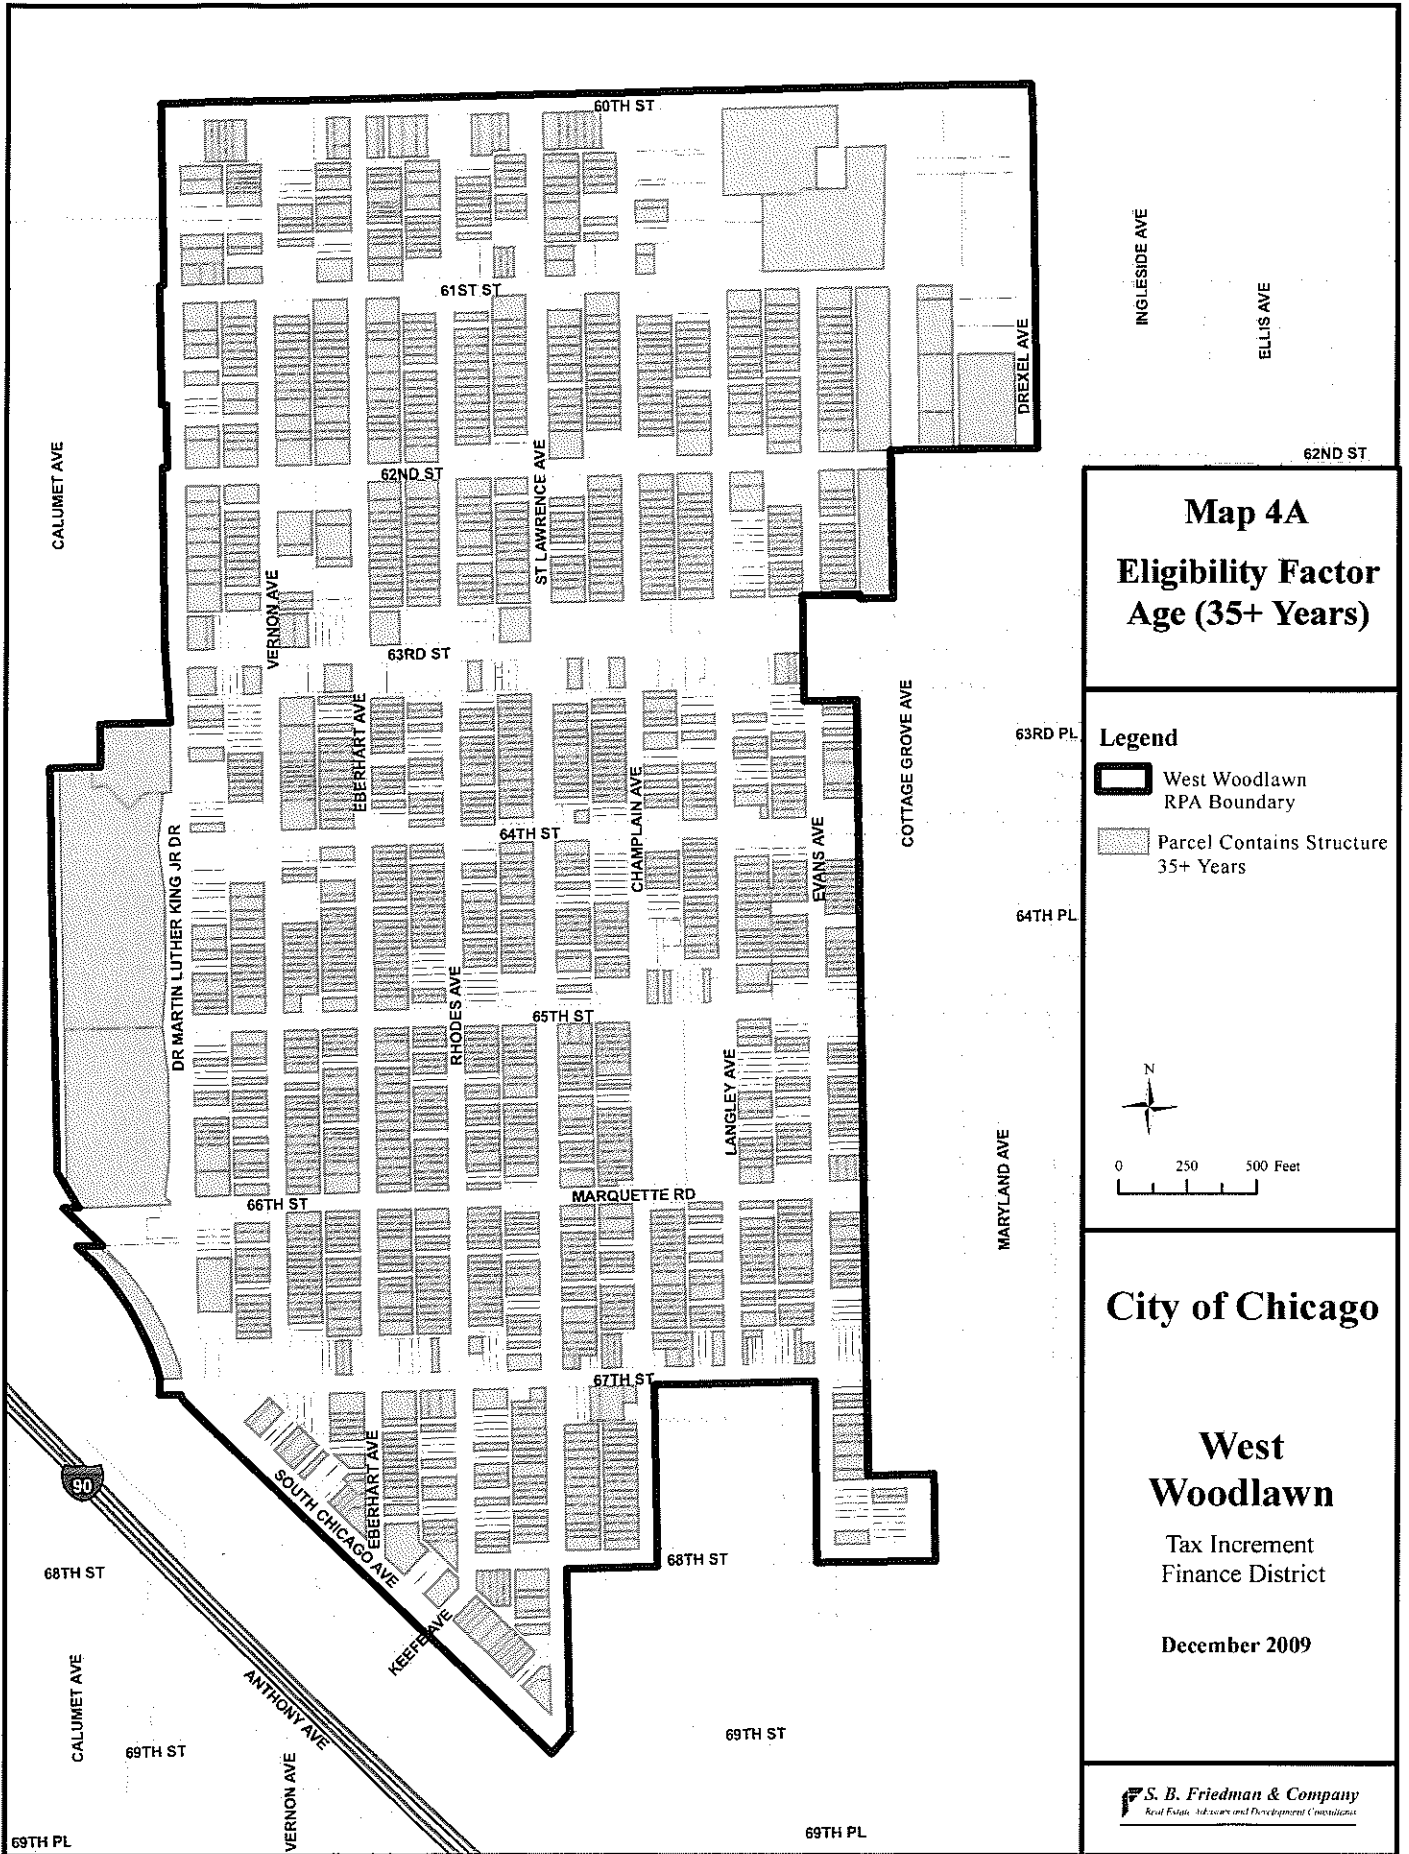 60TH ST
61ST ST
INGLESIDE AVE
ELLIS AVE
DREXEL AVE
CALUMET AVE
62ND ST
62ND ST
ST LAWRENCE AVE
VERNON AVE
63RD ST
EBERHART AVE
COTTAGE GROVE AVE
63RD PL
CHAMPLAIN AVE
64TH ST
EVANS AVE
DR MARTIN LUTHER KING JR DR
64TH PL
RHODES AVE
65TH ST
LANGLEY AVE
MARYLAND AVE
66TH ST
MARQUETTE RD
67TH ST
EBERHART AVE
SOUTH CHICAGO AVE
90
68TH ST
68TH ST
KEEFE AVE
ANTHONY AVE
CALUMET AVE
69TH ST
69TH ST
VERNON AVE
69TH PL
69TH PL
Map 4A
Eligibility Factor
Age (35+ Years)
Legend
West Woodlawn
RPA Boundary
Parcel Contains Structure
35+ Years
N
0 250 500 Feet
City of Chicago
West
Woodlawn
Tax Increment
Finance District
December 2009
S. B. Friedman & Company
Real Estate Advisors and Development Consultants